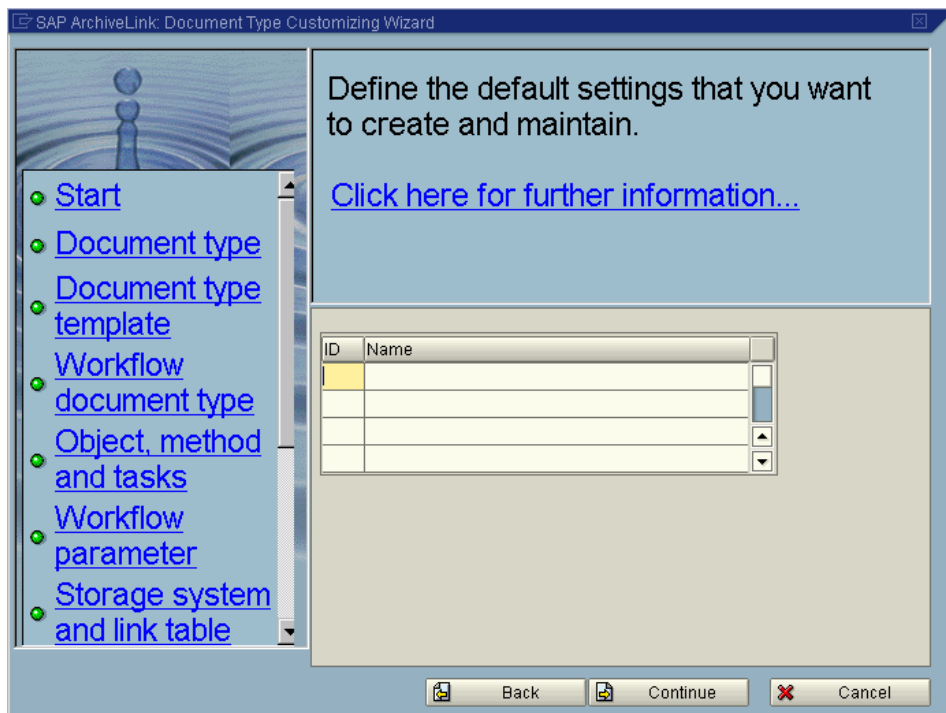 SAP ArchiveLink: Document Type Customizing Wizard
Define the default settings that you want
to create and maintain.
Click here for further information...
Start
Document type
Document type
template
Workflow
document type
Object, method
and tasks
Workflow
parameter
Storage system
and link table
ID Name
Back Continue Cancel